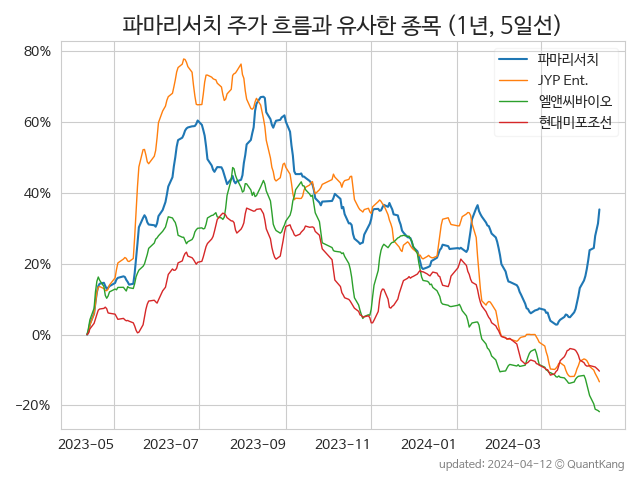 파마리서치 주가 흐름과 유사한 종목 (1년, 5일선)
파마리서치
JYP Ent.
엘앤씨바이오
현대미포조선
80%
60%
40%
20%
0%
−20%
2023-05 2023-07 2023-09 2023-11 2024-01 2024-03
updated: 2024-04-12 © QuantKang